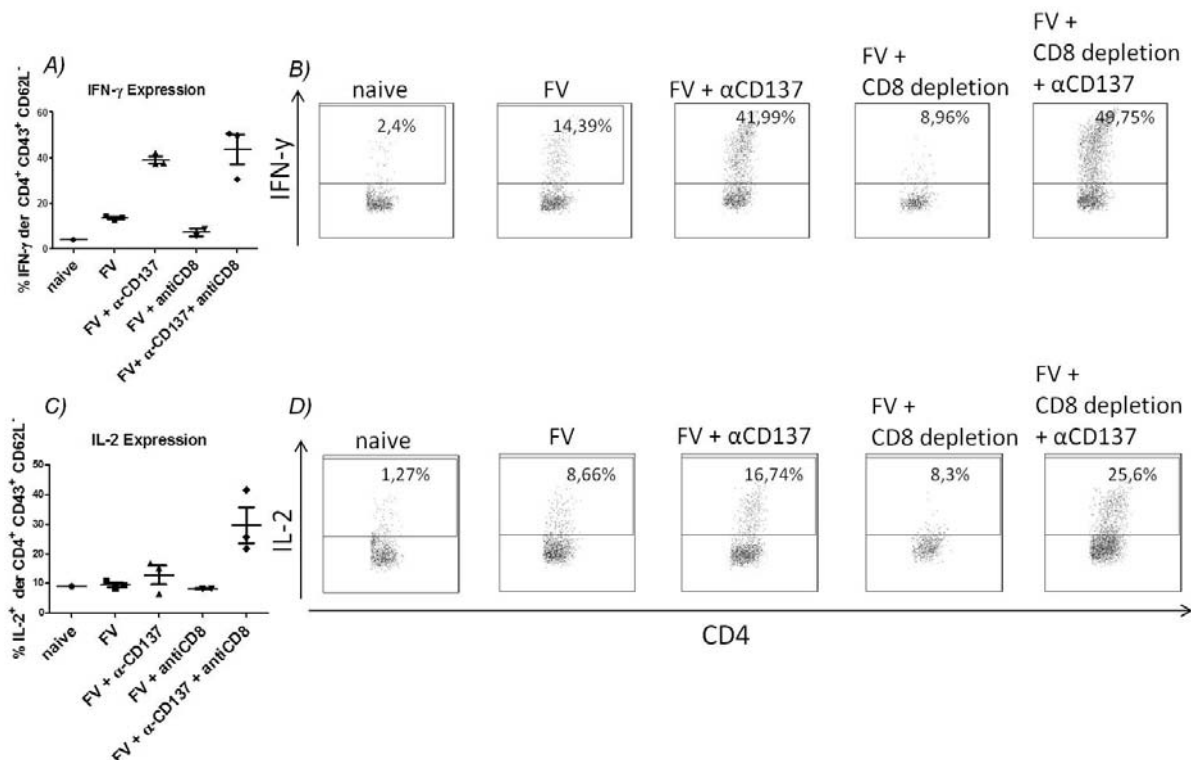 A)
IFN-γ Expression
% IFN-γ der CD4⁺ CD43⁺ CD62L⁻
60
40
20
0
naive
FV
FV + α-CD137
FV + antiCD8
FV+ α-CD137+ antiCD8
B)
IFN-γ
naive
2,4%
FV
14,39%
FV + αCD137
41,99%
FV +
CD8 depletion
8,96%
FV +
CD8 depletion
+ αCD137
49,75%
C)
IL-2 Expression
% IL-2⁺ der CD4⁺ CD43⁺ CD62L⁻
50
40
30
20
10
0
naive
FV
FV + α-CD137
FV + antiCD8
FV + α-CD137 + antiCD8
D)
IL-2
naive
1,27%
FV
8,66%
FV + αCD137
16,74%
FV +
CD8 depletion
8,3%
FV +
CD8 depletion
+ αCD137
25,6%
CD4